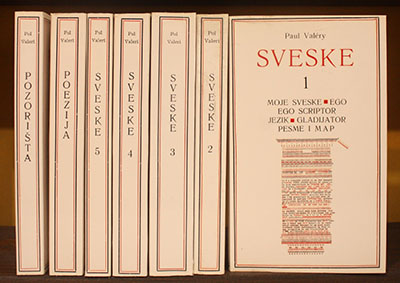 Pol
Valeri
POZORIŠTA
Pol
Valeri
POEZIJA
Pol
Valeri
SVESKE
5
Pol
Valeri
SVESKE
4
Pol
Valeri
SVESKE
3
Pol
Valeri
SVESKE
2
Paul Valéry
SVESKE
1
MOJE SVESKE ■ EGO
EGO SCRIPTOR
JEZIK ■ GLADIJATOR
PESME I MAP